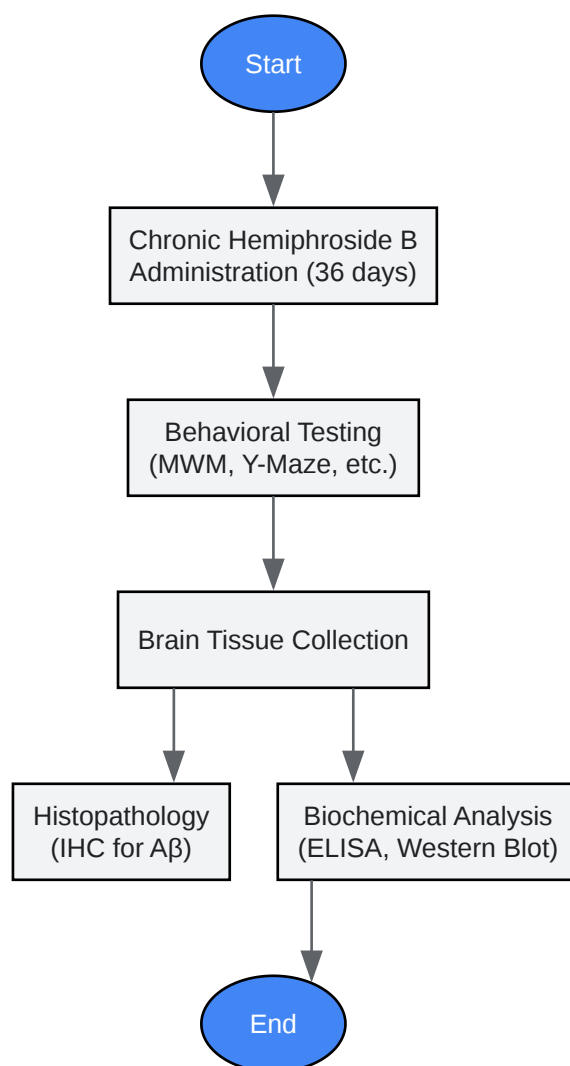 Start
Chronic Hemiphroside B
Administration (36 days)
Behavioral Testing
(MWM, Y-Maze, etc.)
Brain Tissue Collection
Histopathology
(IHC for Aβ)
Biochemical Analysis
(ELISA, Western Blot)
End